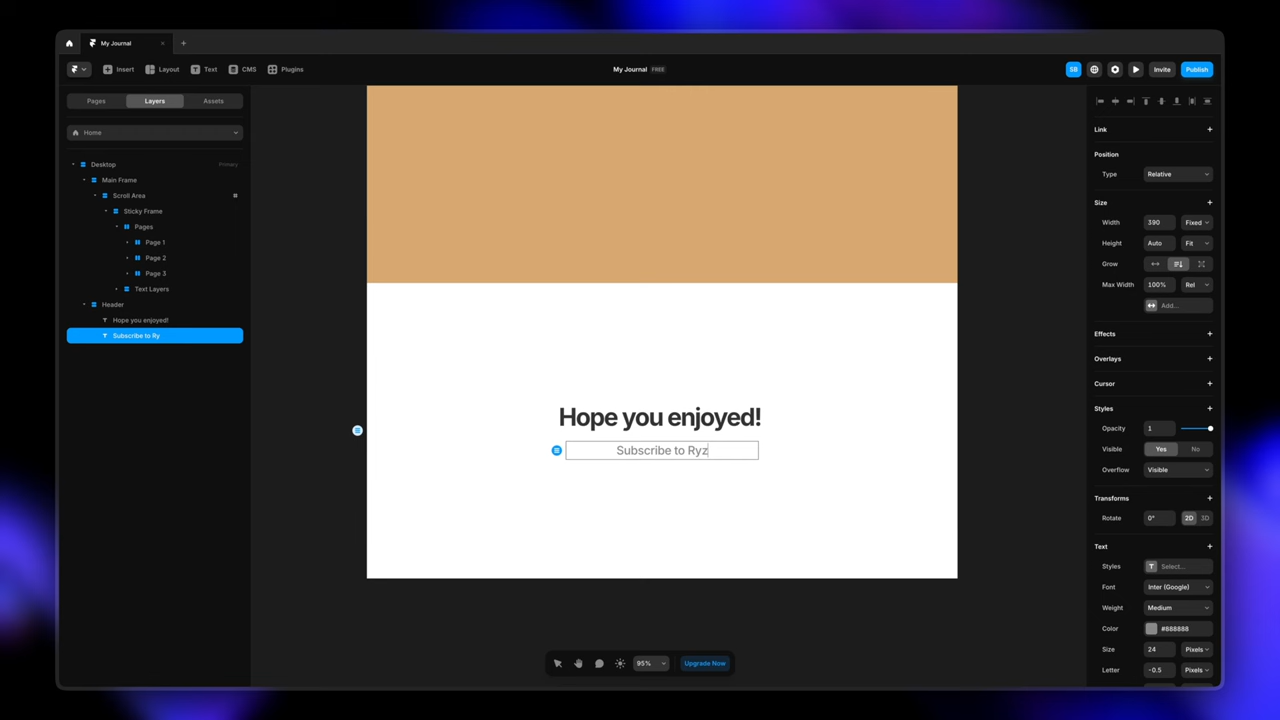 My Journal
Insert
Layout
Text
CMS
Plugins
My Journal FREE
SB
Invite
Publish
Pages
Layers
Assets
Home
Desktop
Primary
Main Frame
Scroll Area
Sticky Frame
Pages
Page 1
Page 2
Page 3
Text Layers
Header
Hope you enjoyed!
Subscribe to Ry
Hope you enjoyed!
Subscribe to Ryz
95%
Upgrade Now
Link
Position
Type Relative
Size
Width 390 Fixed
Height Auto Fit
Grow
Max Width 100% Rel
Add...
Effects
Overlays
Cursor
Styles
Opacity 1
Visible Yes No
Overflow Visible
Transforms
Rotate 0° 2D 3D
Text
Styles T Select...
Font Inter (Google)
Weight Medium
Color #888888
Size 24 Pixels
Letter -0.5 Pixels